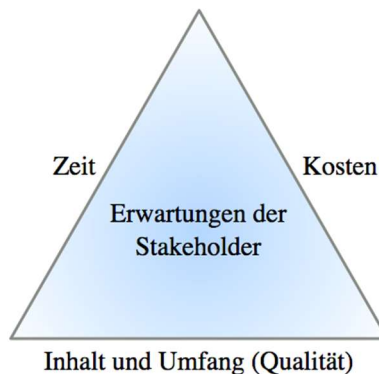 Zeit
Kosten
Erwartungen der
Stakeholder
Inhalt und Umfang (Qualität)